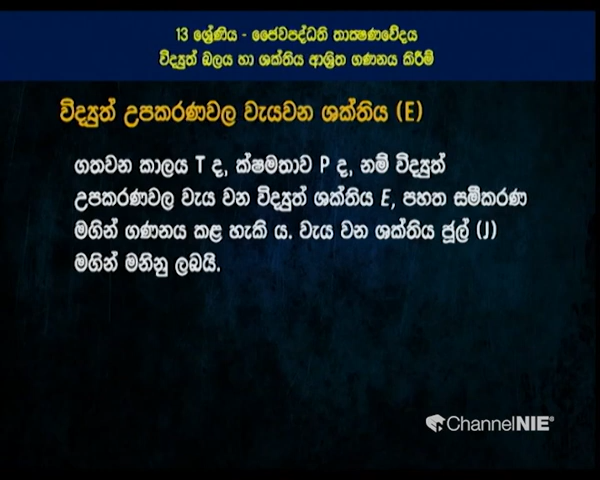 13 ශ්‍රේණිය - ජෛවපද්ධති තාක්ෂණවේදය
විද්‍යුත් බලය හා ශක්තිය ආශ්‍රිත ගණනය කිරීම්
විද්‍යුත් උපකරණවල වැයවන ශක්තිය (E)
ගතවන කාලය T ද, ක්ෂමතාව P ද, නම් විද්‍යුත්
උපකරණවල වැය වන විද්‍යුත් ශක්තිය E, පහත සමීකරණ
මගින් ගණනය කළ හැකි ය. වැය වන ශක්තිය ජූල් (J)
මගින් මනිනු ලබයි.
ChannelNIE®